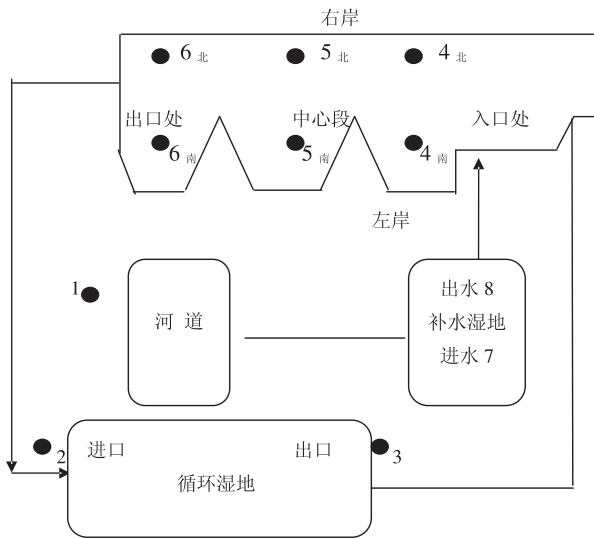 右岸
6北
5北
4北
出口处
中心段
入口处
6南
5南
4南
左岸
1
河 道
出水 8
补水湿地
进水 7
2
进口
出口
3
循环湿地